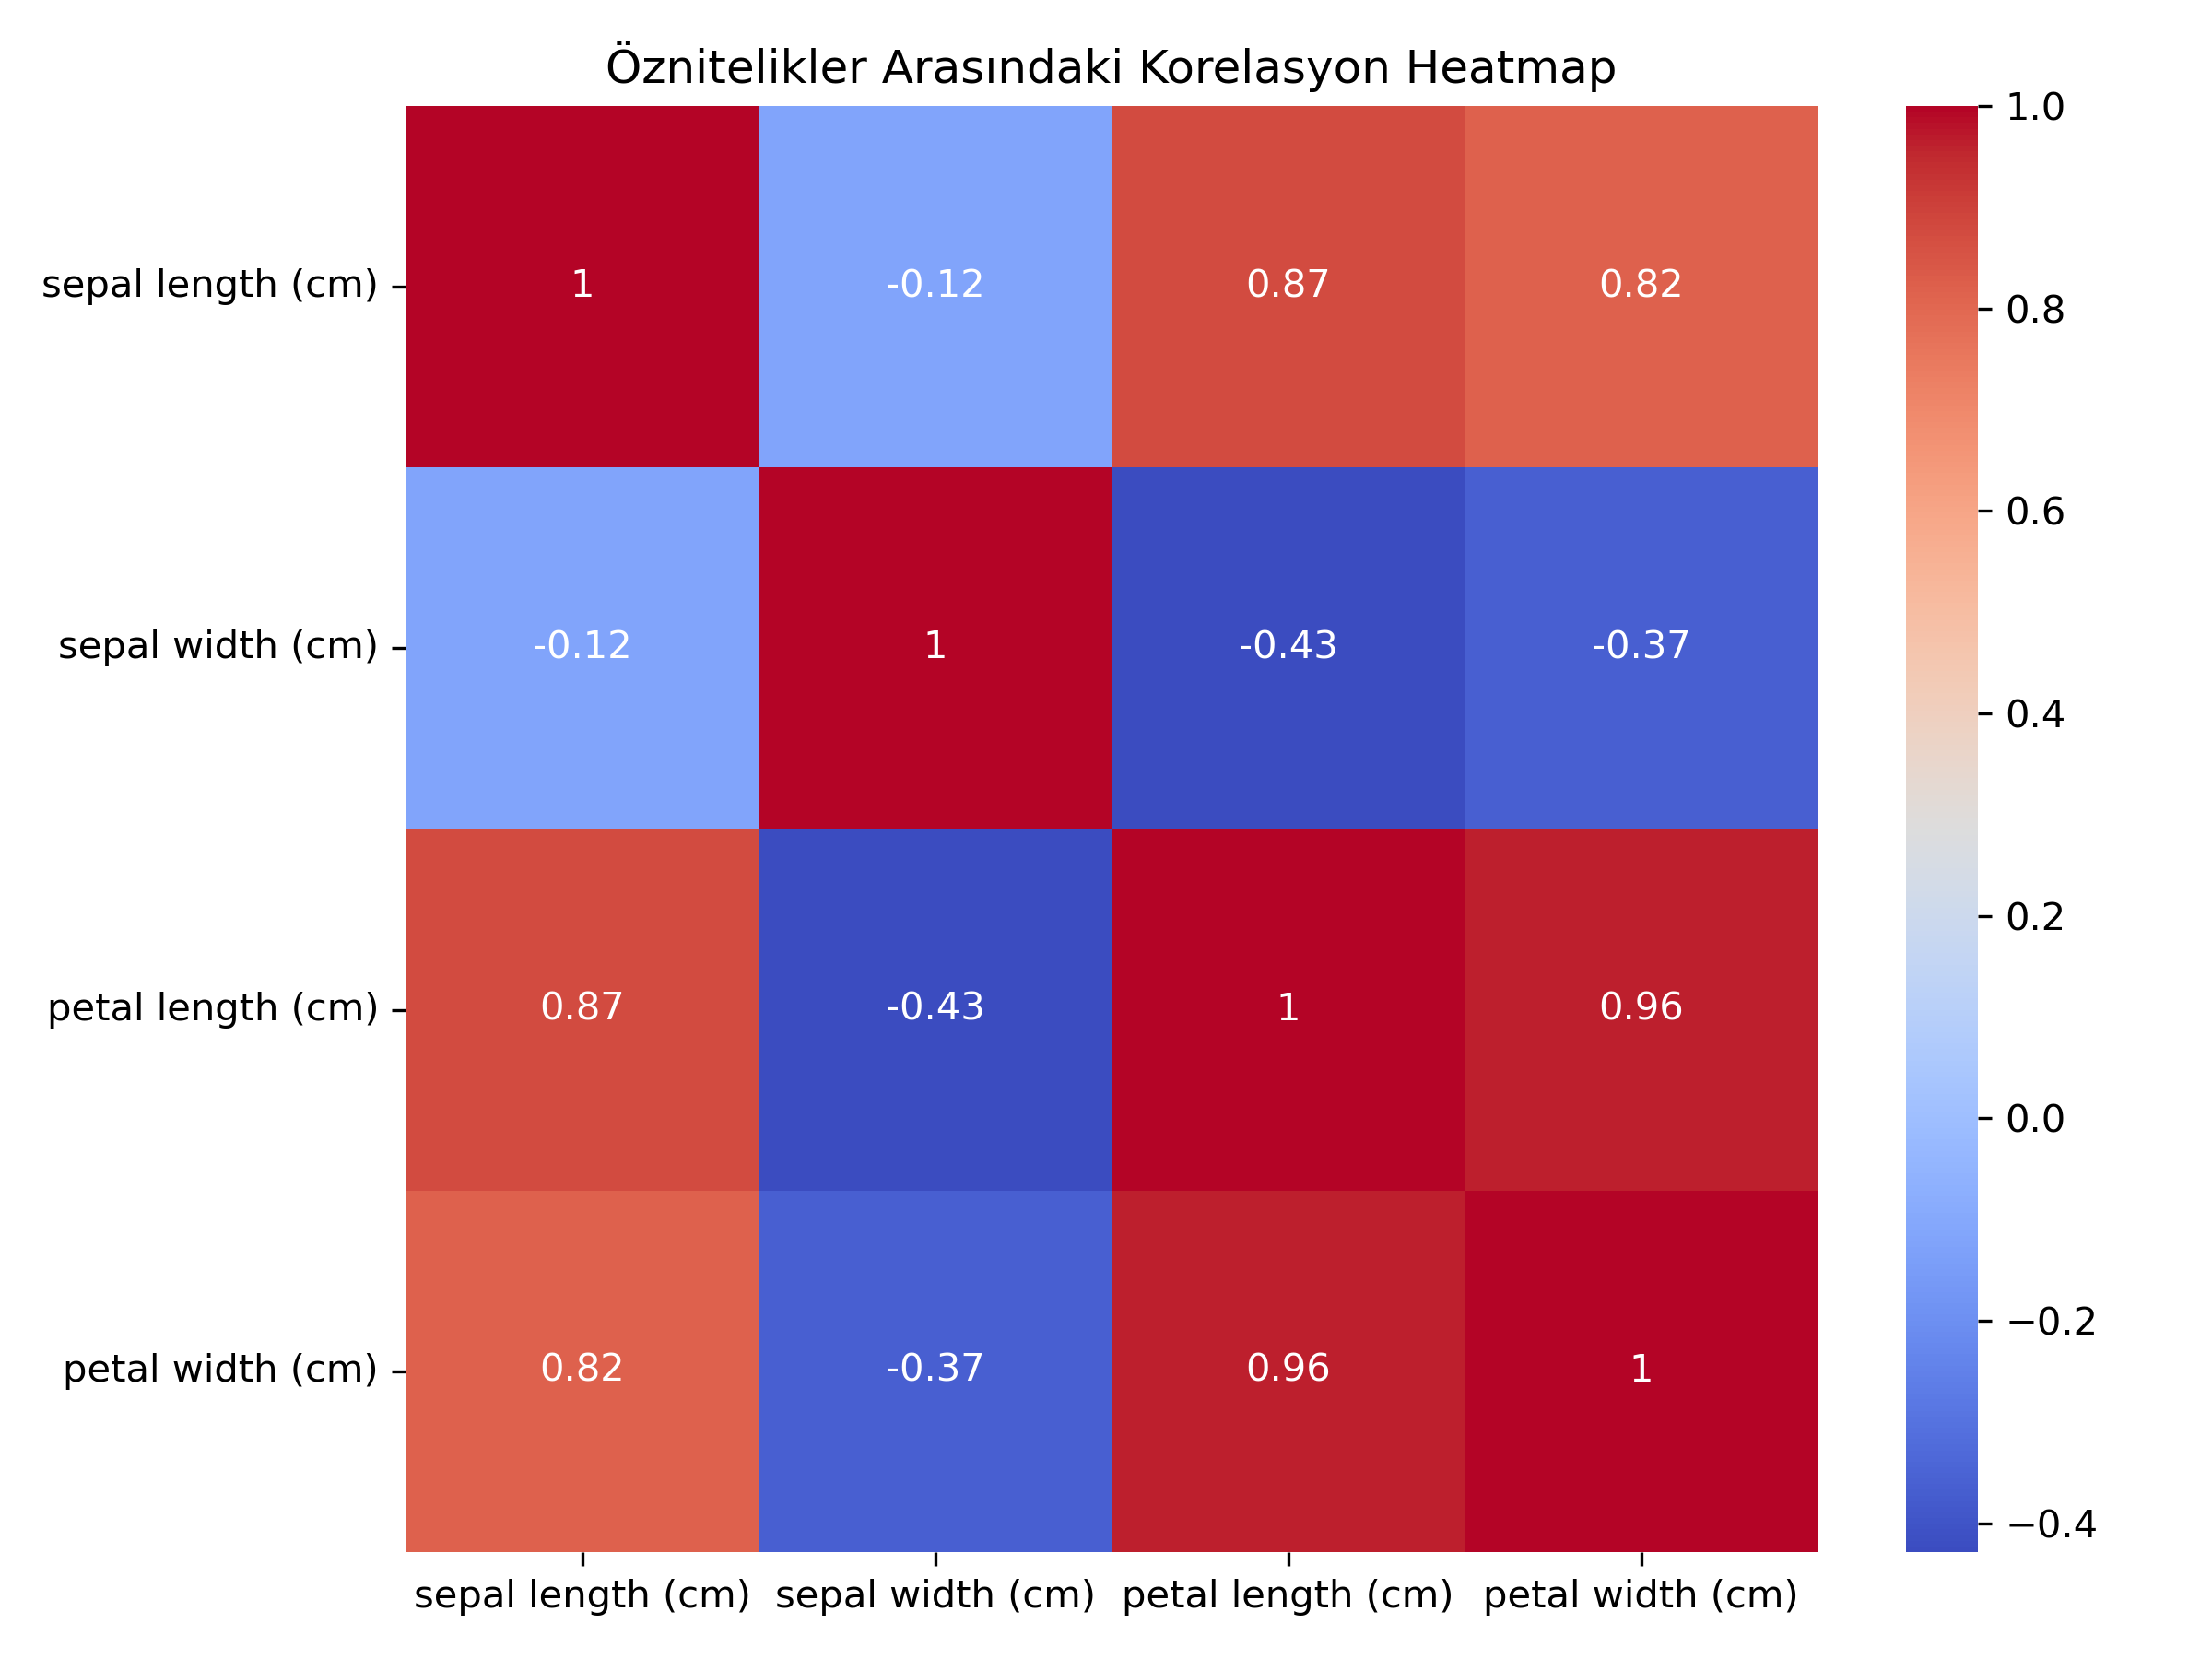 Öznitelikler Arasındaki Korelasyon Heatmap
sepal length (cm) 1 -0.12 0.87 0.82
sepal width (cm) -0.12 1 -0.43 -0.37
petal length (cm) 0.87 -0.43 1 0.96
petal width (cm) 0.82 -0.37 0.96 1
sepal length (cm) sepal width (cm) petal length (cm) petal width (cm)
1.0
0.8
0.6
0.4
0.2
0.0
−0.2
−0.4